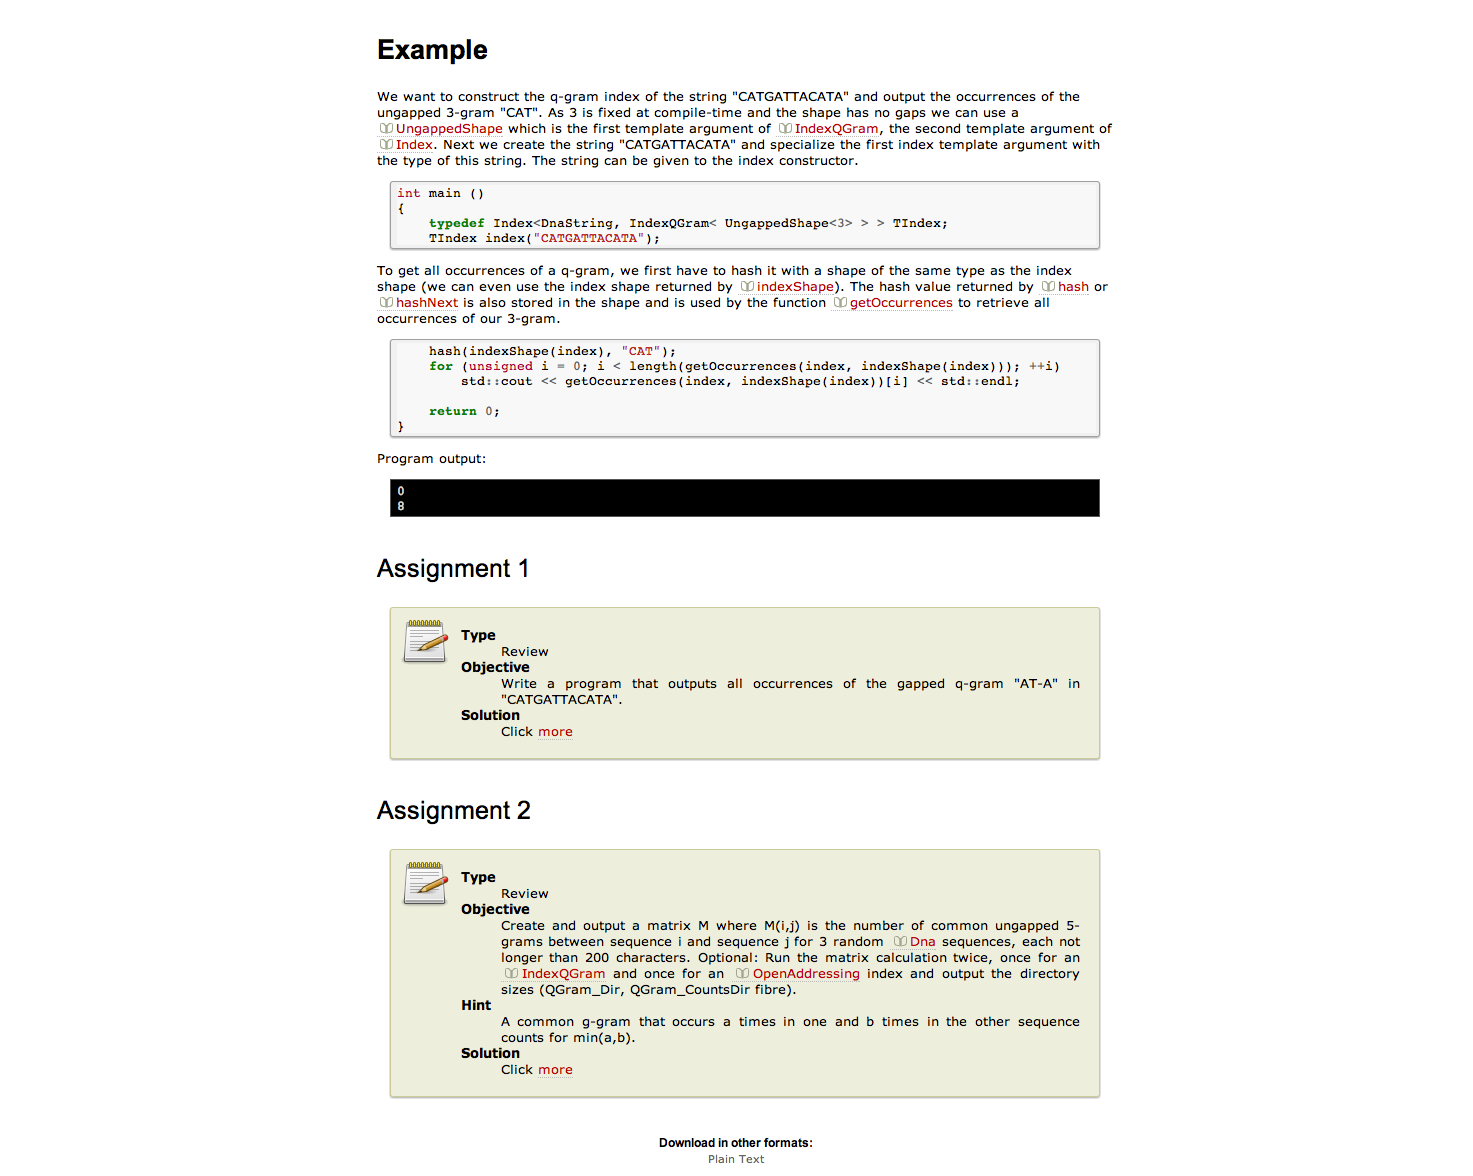 Example
We want to construct the q-gram index of the string "CATGATTACATA" and output the occurrences of the
ungapped 3-gram "CAT". As 3 is fixed at compile-time and the shape has no gaps we can use a
UngappedShape which is the first template argument of IndexQGram, the second template argument of
Index. Next we create the string "CATGATTACATA" and specialize the first index template argument with
the type of this string. The string can be given to the index constructor.
int main ()
{
    typedef Index<DnaString, IndexQGram< UngappedShape<3> > > TIndex;
    TIndex index("CATGATTACATA");
To get all occurrences of a q-gram, we first have to hash it with a shape of the same type as the index
shape (we can even use the index shape returned by indexShape). The hash value returned by hash or
hashNext is also stored in the shape and is used by the function getOccurrences to retrieve all
occurrences of our 3-gram.
    hash(indexShape(index), "CAT");
    for (unsigned i = 0; i < length(getOccurrences(index, indexShape(index))); ++i)
        std::cout << getOccurrences(index, indexShape(index))[i] << std::endl;
    return 0;
}
Program output:
0
8
Assignment 1
Type
Review
Objective
Write a program that outputs all occurrences of the gapped q-gram "AT-A" in
"CATGATTACATA".
Solution
Click more
Assignment 2
Type
Review
Objective
Create and output a matrix M where M(i,j) is the number of common ungapped 5-
grams between sequence i and sequence j for 3 random Dna sequences, each not
longer than 200 characters. Optional: Run the matrix calculation twice, once for an
IndexQGram and once for an OpenAddressing index and output the directory
sizes (QGram_Dir, QGram_CountsDir fibre).
Hint
A common g-gram that occurs a times in one and b times in the other sequence
counts for min(a,b).
Solution
Click more
Download in other formats:
Plain Text